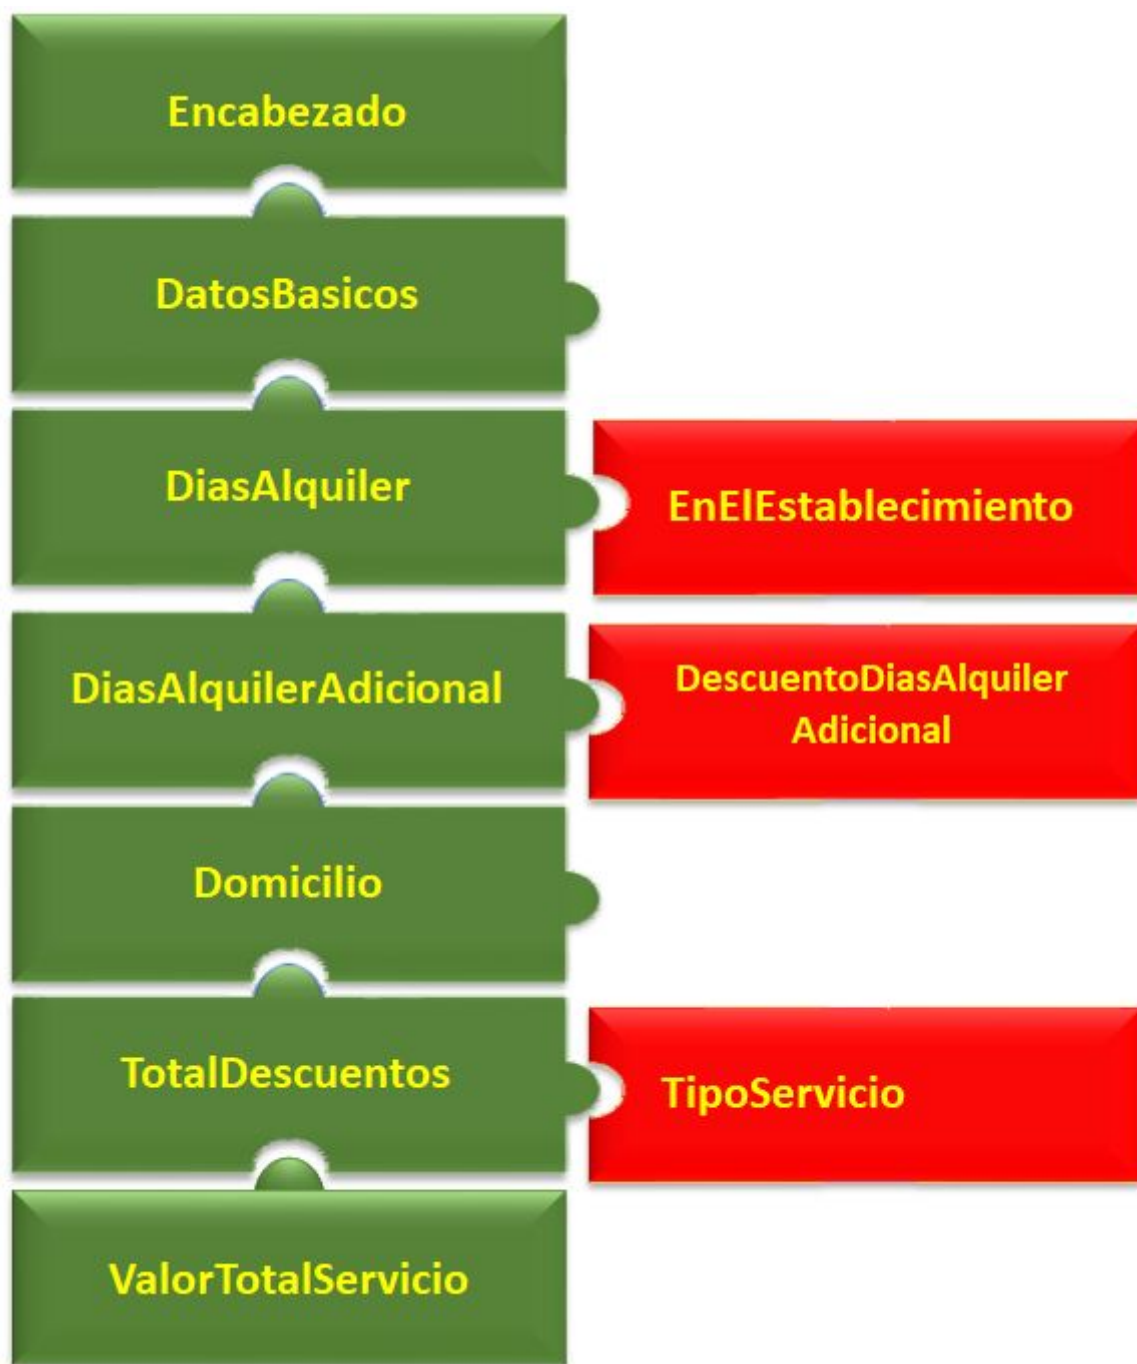 Encabezado
DatosBasicos
DiasAlquiler
EnElEstablecimiento
DiasAlquilerAdicional
DescuentoDiasAlquiler
Adicional
Domicilio
TotalDescuentos
TipoServicio
ValorTotalServicio